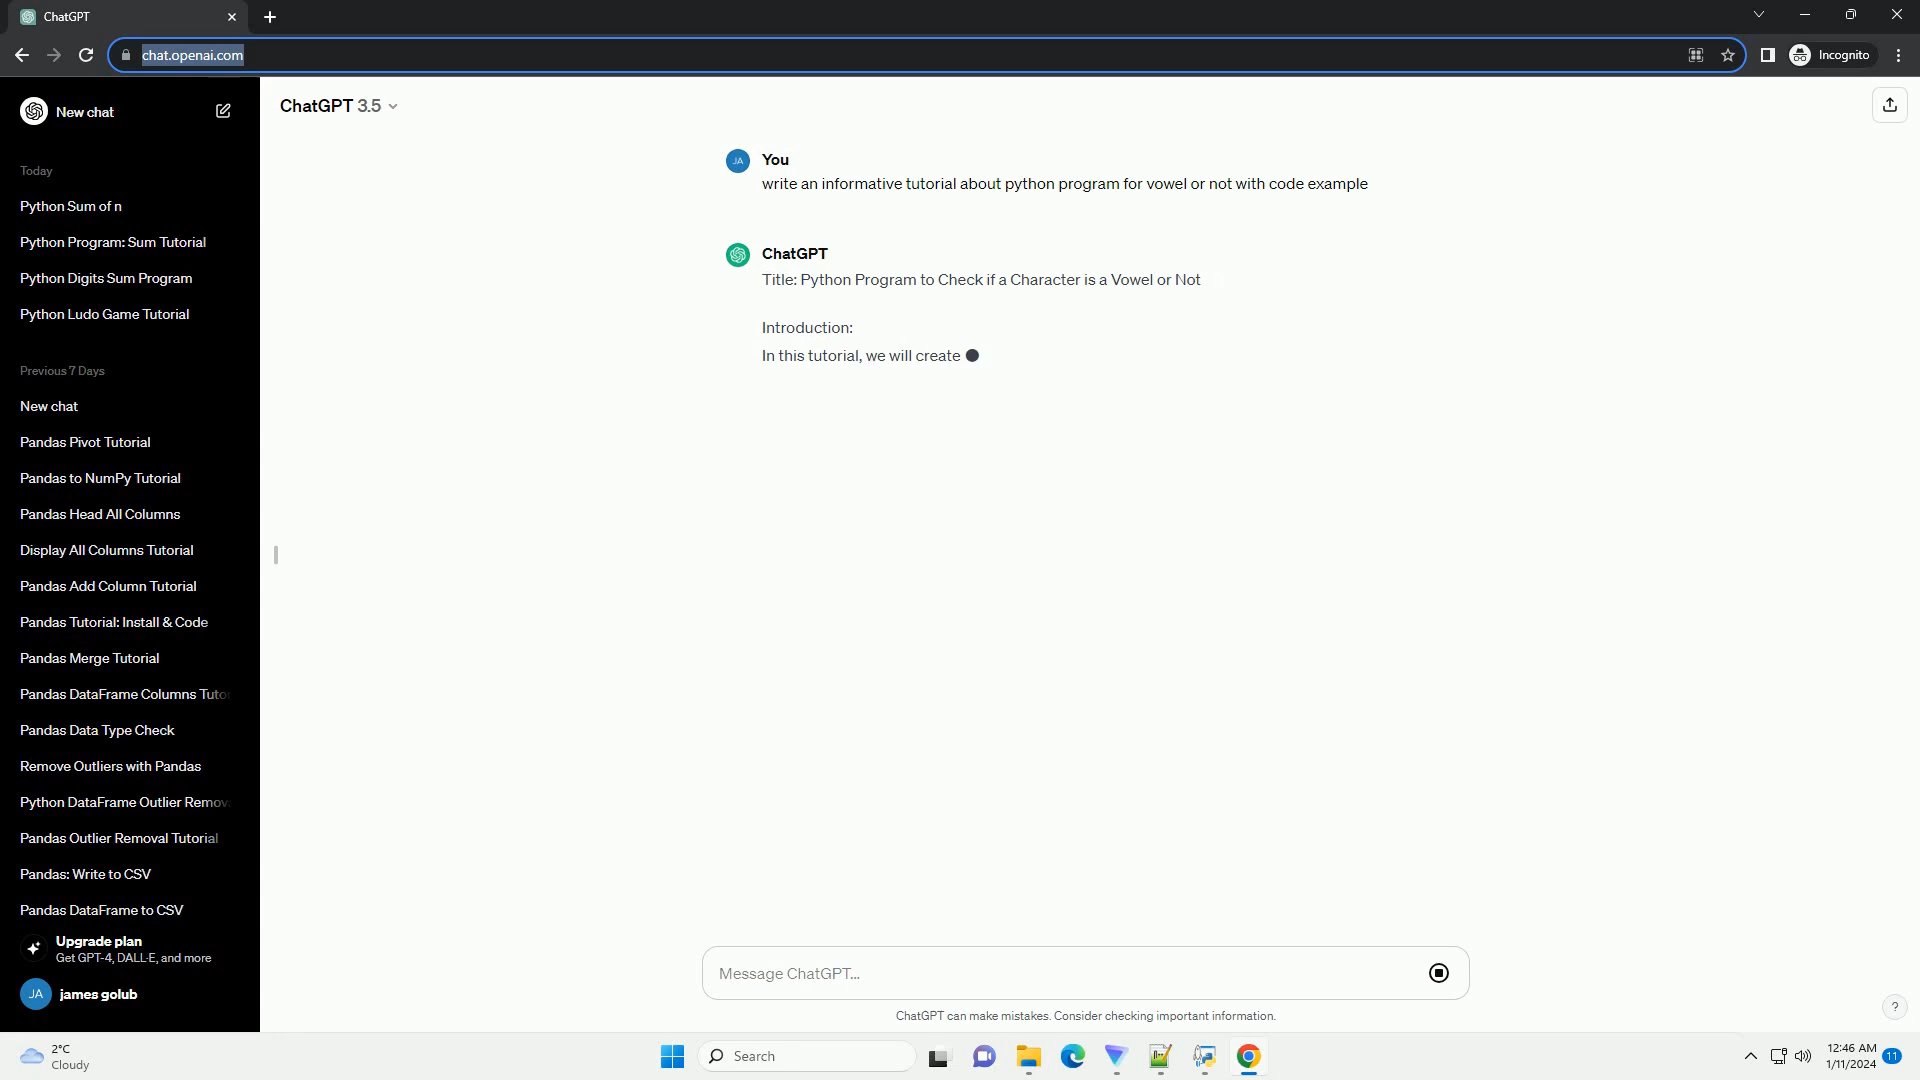 ChatGPT
chat.openai.com
Incognito
New chat
Today
Python Sum of n
Python Program: Sum Tutorial
Python Digits Sum Program
Python Ludo Game Tutorial
Previous 7 Days
New chat
Pandas Pivot Tutorial
Pandas to NumPy Tutorial
Pandas Head All Columns
Display All Columns Tutorial
Pandas Add Column Tutorial
Pandas Tutorial: Install & Code
Pandas Merge Tutorial
Pandas DataFrame Columns Tuto
Pandas Data Type Check
Remove Outliers with Pandas
Python DataFrame Outlier Remov
Pandas Outlier Removal Tutorial
Pandas: Write to CSV
Pandas DataFrame to CSV
Upgrade plan
Get GPT-4, DALL·E, and more
JA james golub
ChatGPT 3.5
JA You
write an informative tutorial about python program for vowel or not with code example
ChatGPT
Title: Python Program to Check if a Character is a Vowel or Not
Introduction:
In this tutorial, we will create
Message ChatGPT...
ChatGPT can make mistakes. Consider checking important information.
?
2°C
Cloudy
Search
12:46 AM
1/11/2024
11